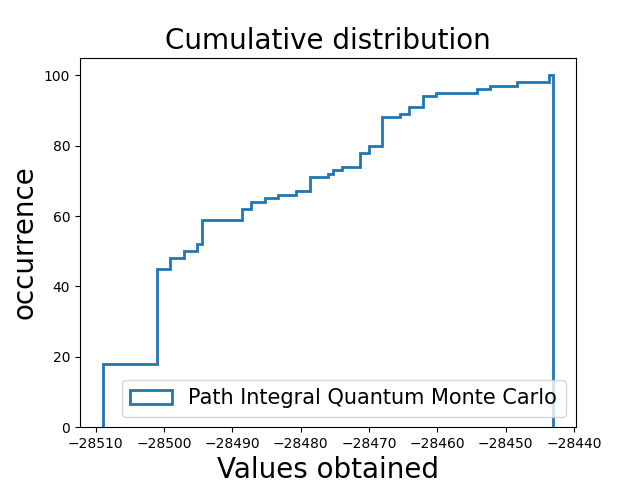 Cumulative distribution
occurrence
100
80
60
40
20
0
Path Integral Quantum Monte Carlo
−28510 −28500 −28490 −28480 −28470 −28460 −28450 −28440
Values obtained